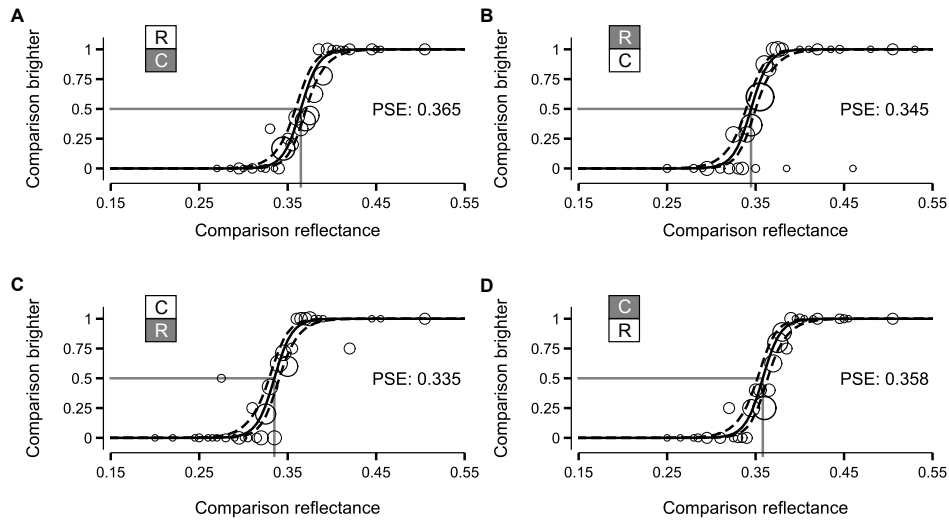 A
R
C
Comparison brighter
1
0.75
0.5
0.25
0
PSE: 0.365
0.15
0.25
0.35
0.45
0.55
Comparison reflectance
B
R
C
Comparison brighter
1
0.75
0.5
0.25
0
PSE: 0.345
0.15
0.25
0.35
0.45
0.55
Comparison reflectance
C
C
R
Comparison brighter
1
0.75
0.5
0.25
0
PSE: 0.335
0.15
0.25
0.35
0.45
0.55
Comparison reflectance
D
C
R
Comparison brighter
1
0.75
0.5
0.25
0
PSE: 0.358
0.15
0.25
0.35
0.45
0.55
Comparison reflectance